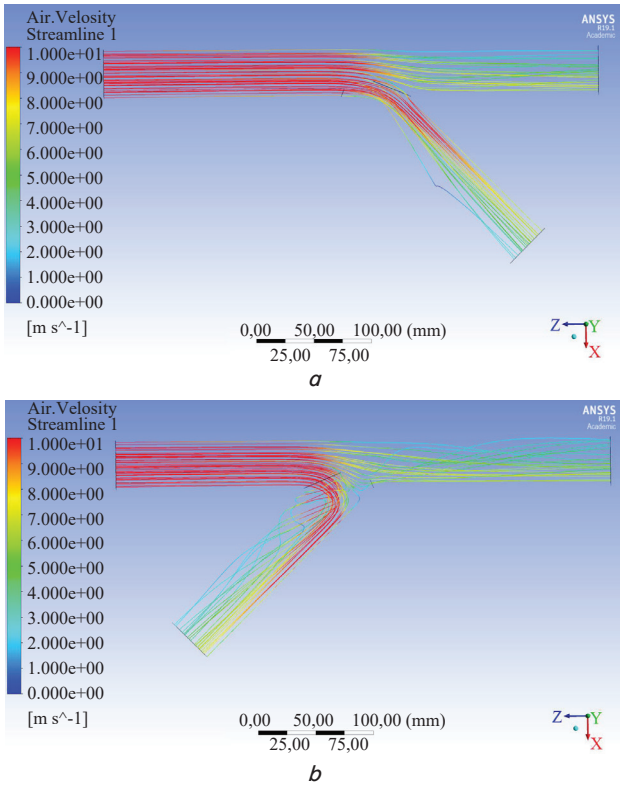 Air.Velosity
Streamline 1
1.000e+01
9.000e+00
8.000e+00
7.000e+00
6.000e+00
5.000e+00
4.000e+00
3.000e+00
2.000e+00
1.000e+00
0.000e+00
[m s^-1]
ANSYS
R19.1
Academic
0,00 50,00 100,00 (mm)
25,00 75,00
Z Y
X
a
Air.Velosity
Streamline 1
1.000e+01
9.000e+00
8.000e+00
7.000e+00
6.000e+00
5.000e+00
4.000e+00
3.000e+00
2.000e+00
1.000e+00
0.000e+00
[m s^-1]
ANSYS
R19.1
Academic
0,00 50,00 100,00 (mm)
25,00 75,00
Z Y
X
b